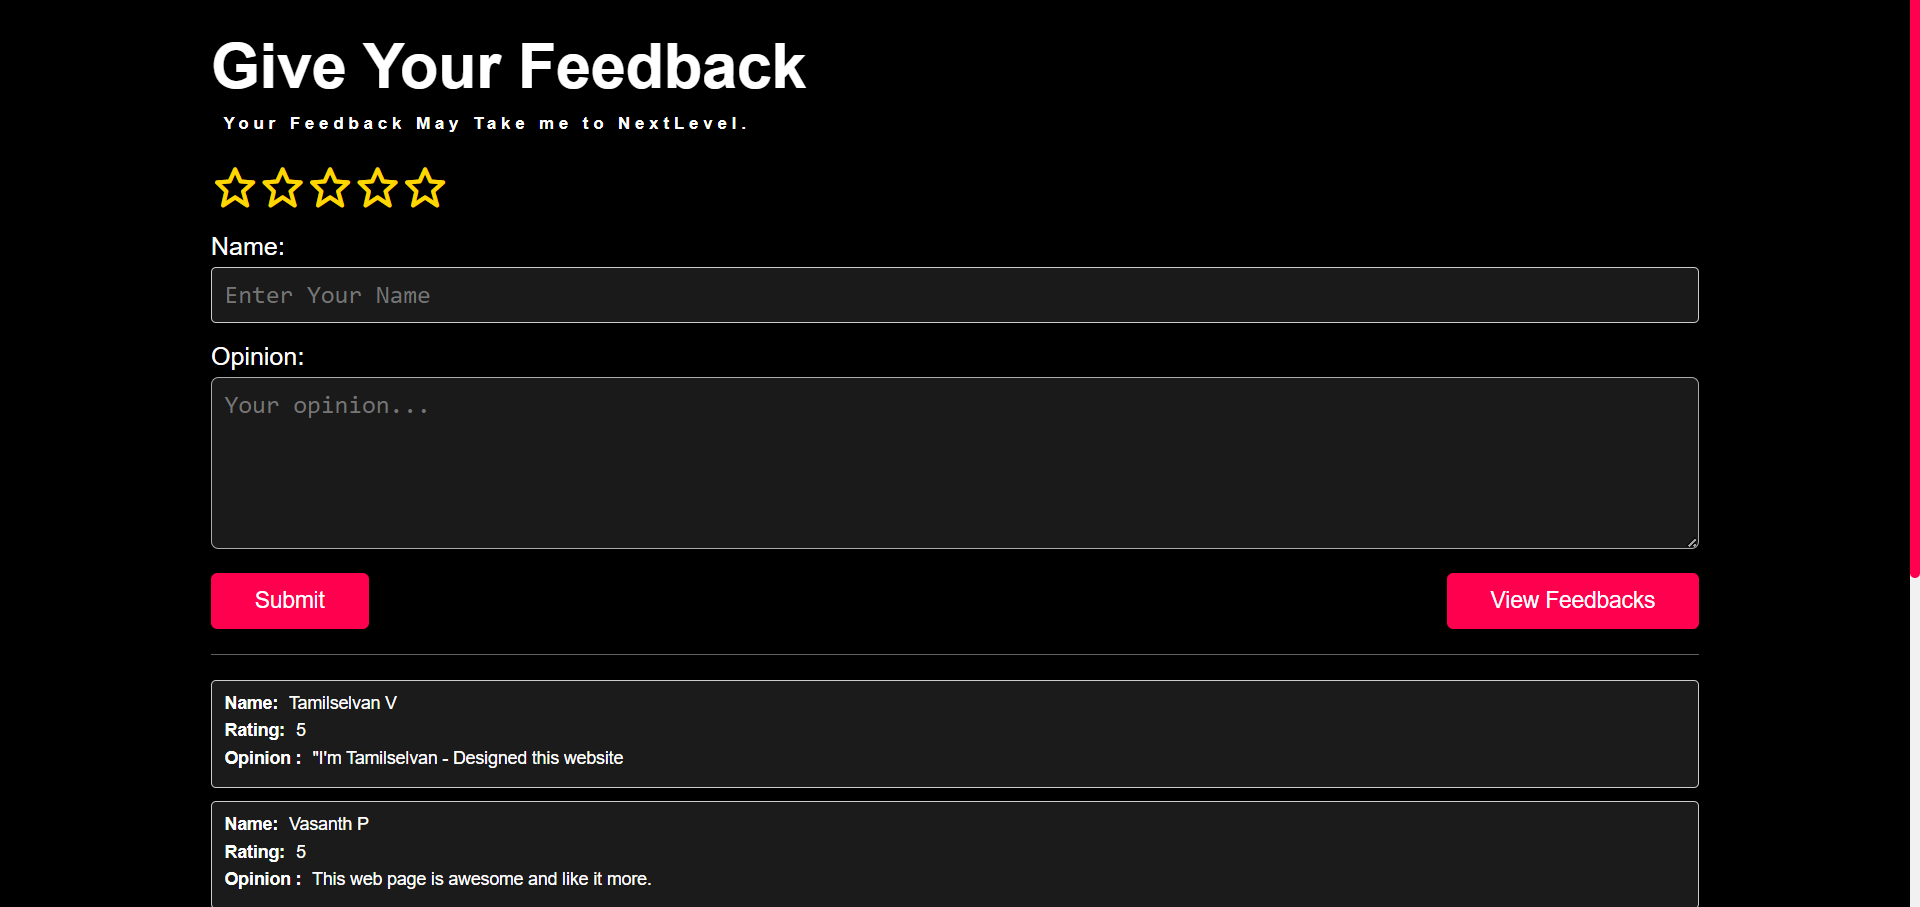 Give Your Feedback
Your Feedback May Take me to NextLevel.
Name:
Enter Your Name
Opinion:
Your opinion...
Submit
View Feedbacks
Name: Tamilselvan V
Rating: 5
Opinion : "I'm Tamilselvan - Designed this website
Name: Vasanth P
Rating: 5
Opinion : This web page is awesome and like it more.